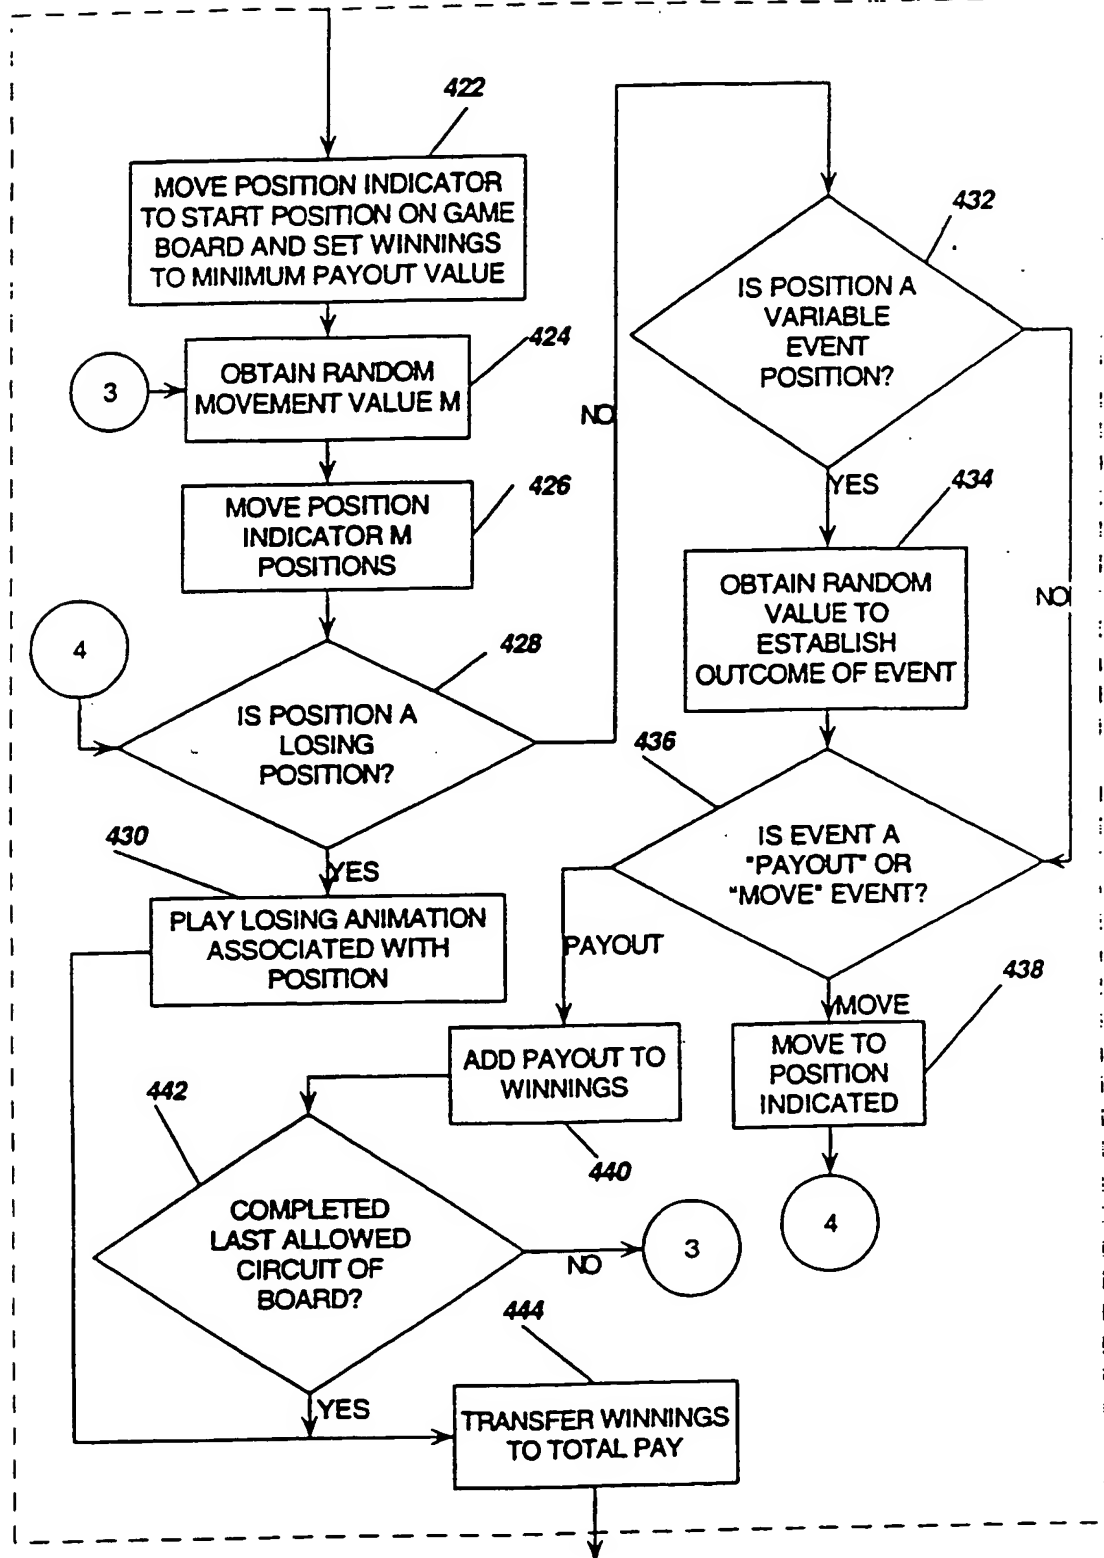 422
MOVE POSITION INDICATOR
TO START POSITION ON GAME
BOARD AND SET WINNINGS
TO MINIMUM PAYOUT VALUE
424
3
OBTAIN RANDOM
MOVEMENT VALUE M
426
MOVE POSITION
INDICATOR M
POSITIONS
4
428
IS POSITION A
LOSING
POSITION?
NO
430
YES
PLAY LOSING ANIMATION
ASSOCIATED WITH
POSITION
432
IS POSITION A
VARIABLE
EVENT
POSITION?
YES
NO
434
OBTAIN RANDOM
VALUE TO
ESTABLISH
OUTCOME OF EVENT
436
IS EVENT A
"PAYOUT" OR
"MOVE" EVENT?
PAYOUT
MOVE
438
MOVE TO
POSITION
INDICATED
4
ADD PAYOUT TO
WINNINGS
440
442
COMPLETED
LAST ALLOWED
CIRCUIT OF
BOARD?
NO
3
YES
444
TRANSFER WINNINGS
TO TOTAL PAY